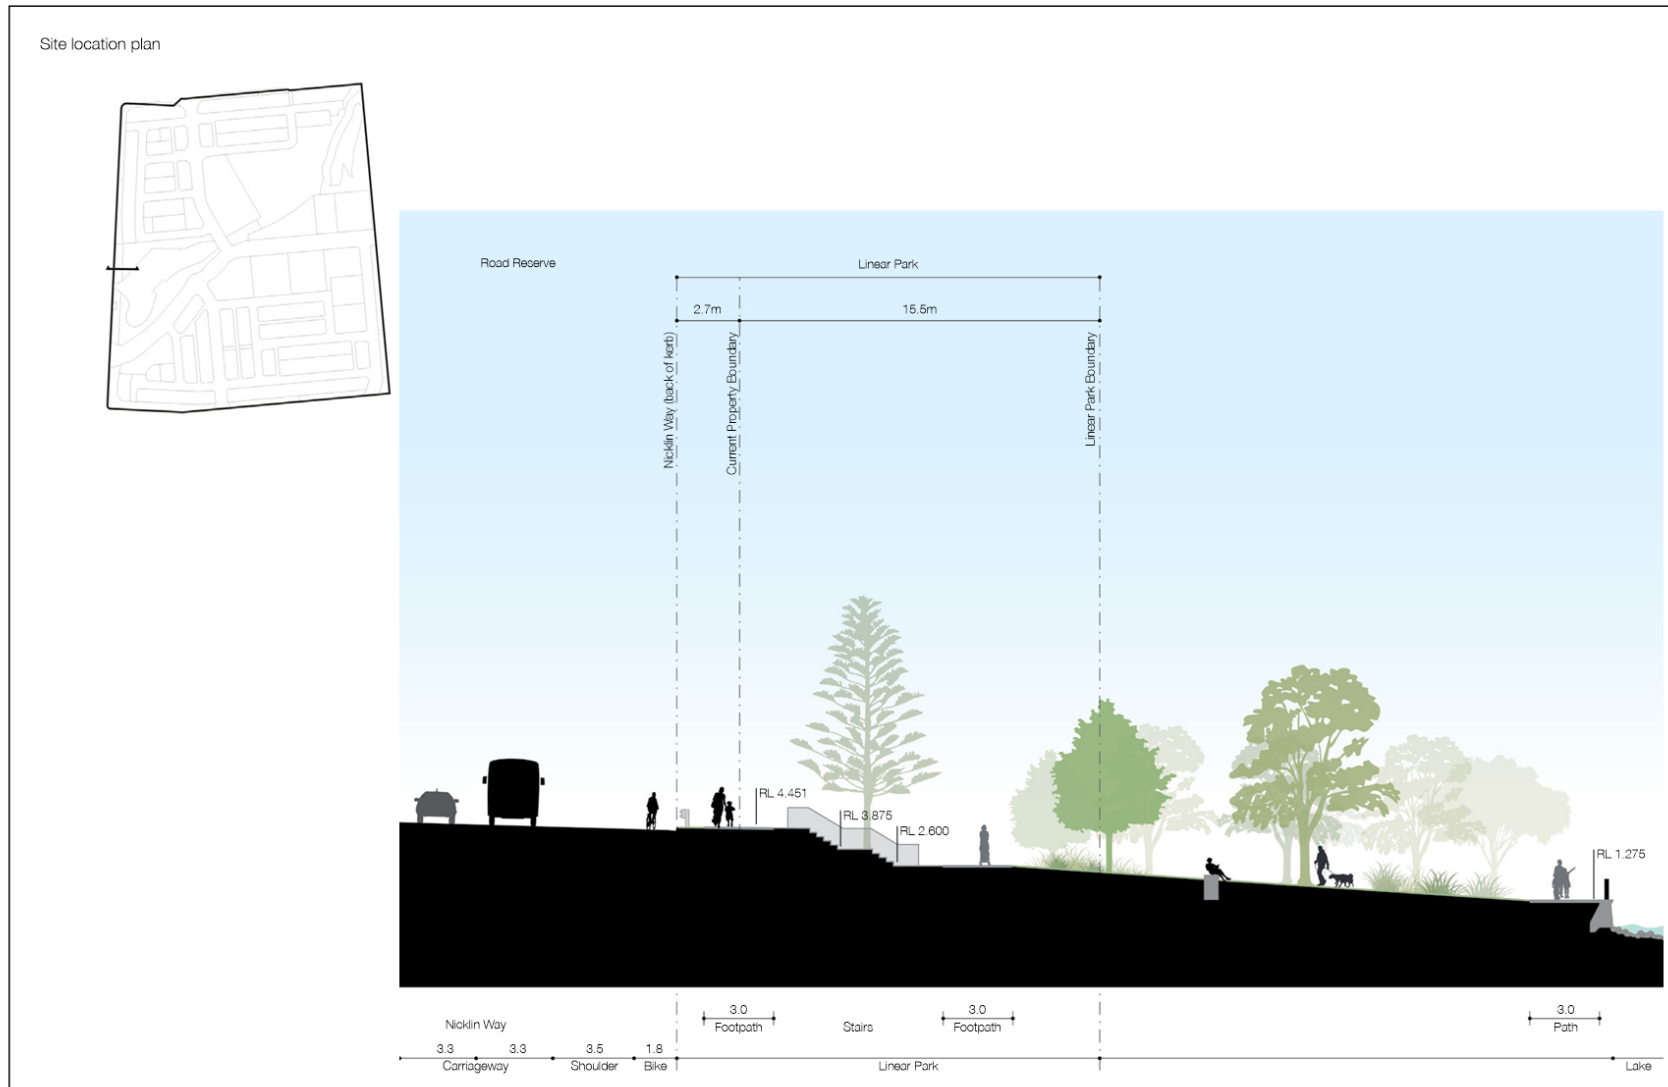 Site location plan
Road Reserve
Linear Park
2.7m
15.5m
Nicklin Way (back of kerb)
Current Property Boundary
Linear Park Boundary
RL 4.451
RL 3.875
RL 2.600
RL 1.275
3.0
3.0
3.0
Footpath
Stairs
Footpath
Path
Nicklin Way
3.3
3.3
3.5
1.8
Carriageway
Shoulder
Bike
Linear Park
Lake